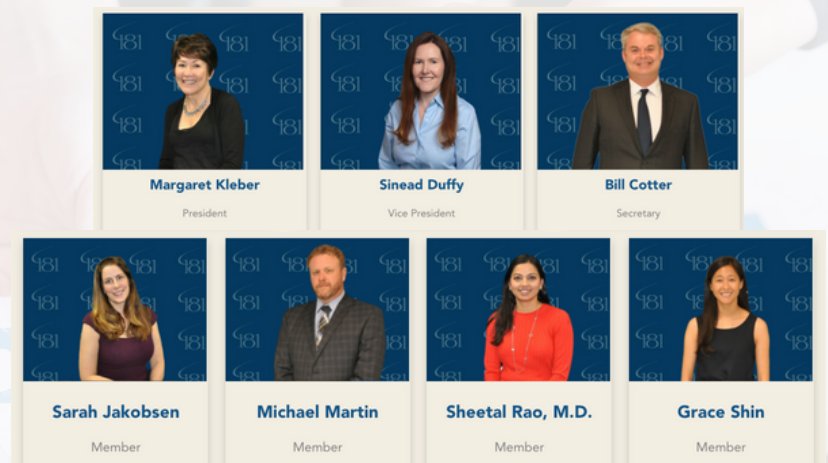 Margaret Kleber
Sinead Duffy
Bill Cotter
President
Vice President
Secretary
Sarah Jakobsen
Michael Martin
Sheetal Rao, M.D.
Grace Shin
Member
Member
Member
Member